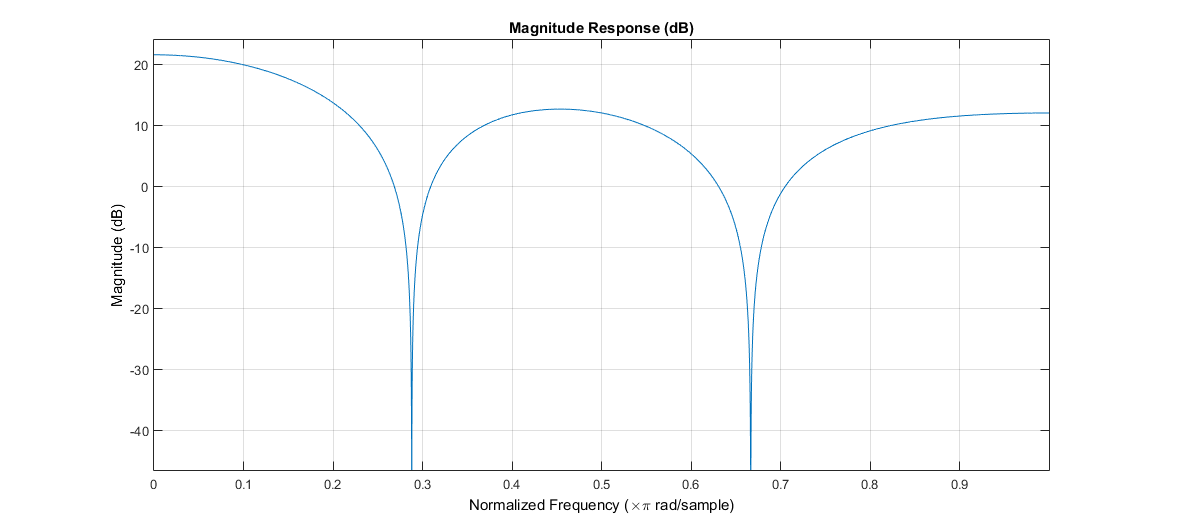 Magnitude Response (dB)
Magnitude (dB)
20
10
0
-10
-20
-30
-40
0 0.1 0.2 0.3 0.4 0.5 0.6 0.7 0.8 0.9
Normalized Frequency (×π rad/sample)